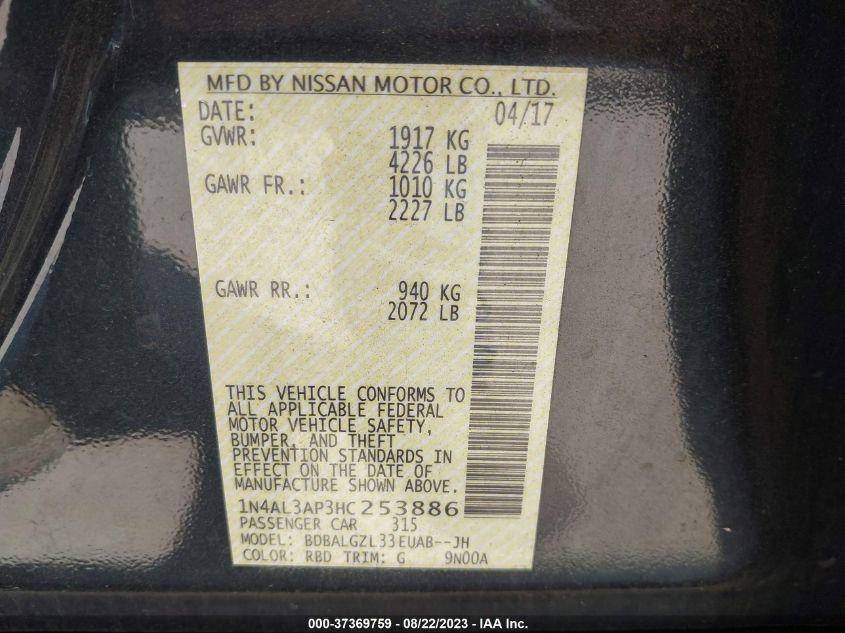 MFD BY NISSAN MOTOR CO., LTD.
DATE: 04/17
GVWR: 1917 KG
4226 LB
GAWR FR.: 1010 KG
2227 LB
GAWR RR.: 940 KG
2072 LB
THIS VEHICLE CONFORMS TO
ALL APPLICABLE FEDERAL
MOTOR VEHICLE SAFETY,
BUMPER, AND THEFT
PREVENTION STANDARDS IN
EFFECT ON THE DATE OF
MANUFACTURE SHOWN ABOVE.
1N4AL3AP3HC253886
PASSENGER CAR 315
MODEL: BDBALGZL33EUAB--JH
COLOR: RBD TRIM: G 9N00A
000-37369759 - 08/22/2023 - © IAA Inc.